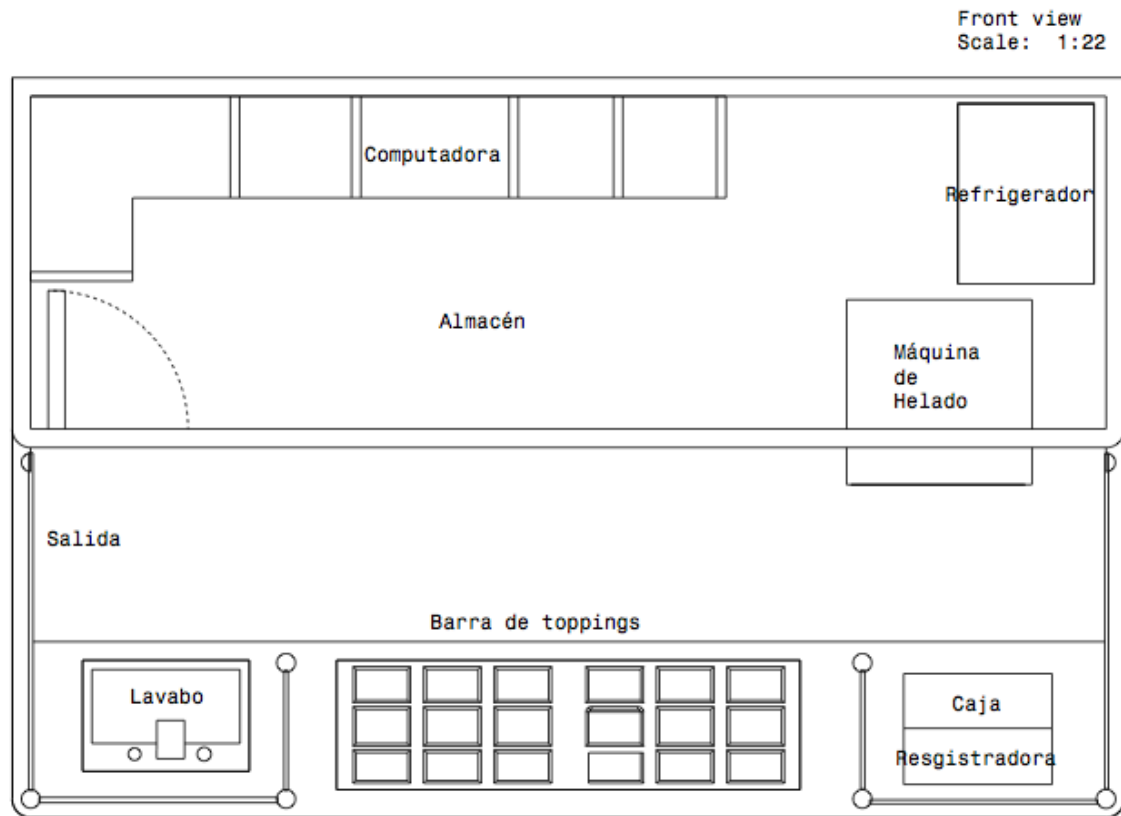 Front view
Scale:  1:22
Computadora
Refrigerador
Almacén
Máquina
de
Helado
Salida
Barra de toppings
Lavabo
Caja
Resgistradora